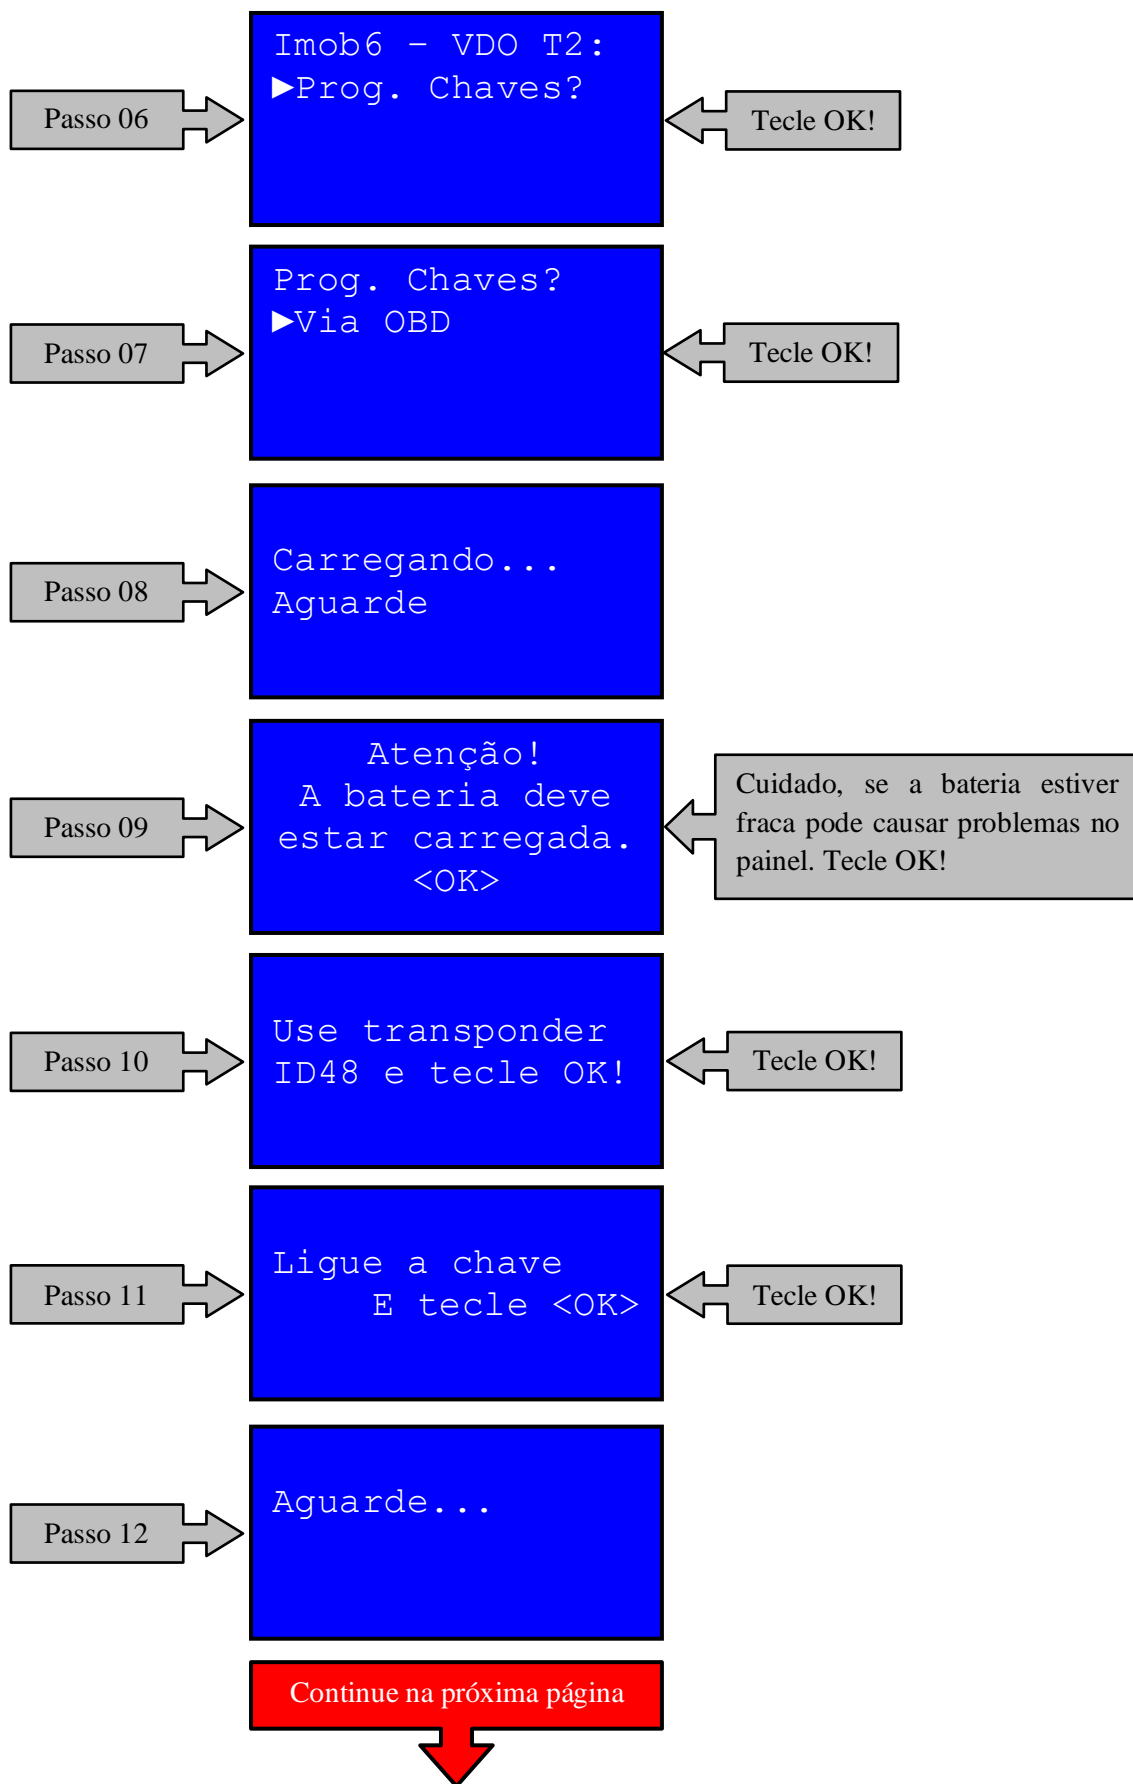 Imob6 - VDO T2:
►Prog. Chaves?
Passo 06
Tecle OK!
Prog. Chaves?
►Via OBD
Passo 07
Tecle OK!
Carregando...
Aguarde
Passo 08
Atenção!
A bateria deve
estar carregada.
<OK>
Passo 09
Cuidado, se a bateria estiver
fraca pode causar problemas no
painel. Tecle OK!
Use transponder
ID48 e tecle OK!
Passo 10
Tecle OK!
Ligue a chave
E tecle <OK>
Passo 11
Tecle OK!
Aguarde...
Passo 12
Continue na próxima página